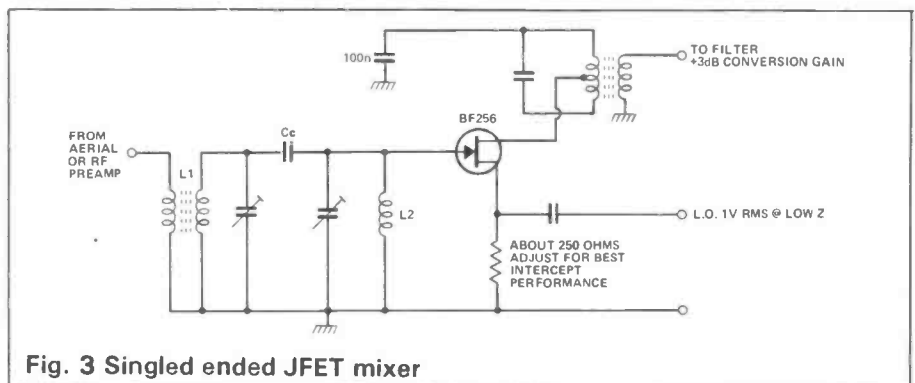 100n
TO FILTER
+3dB CONVERSION GAIN
BF256
FROM
AERIAL
OR RF
PREAMP
L1
Cc
L2
L.O. 1V RMS @ LOW Z
ABOUT 250 OHMS
ADJUST FOR BEST
INTERCEPT
PERFORMANCE
Fig. 3 Singled ended JFET mixer